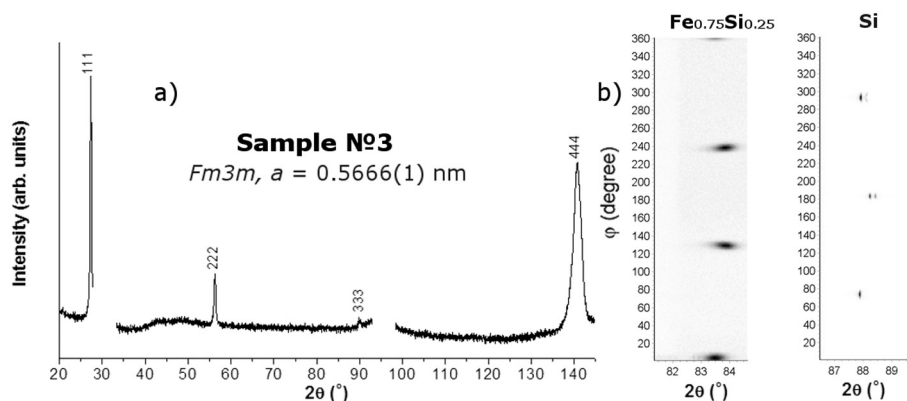 Fe0.75Si0.25
Si
111
a)
b)
Sample №3
Fm3m, a = 0.5666(1) nm
222
333
444
Intensity (arb. units)
20 30 40 50 60 70 80 90 100 110 120 130 140
2θ (°)
φ (degree)
360
340
320
300
280
260
240
220
200
180
160
140
120
100
80
60
40
20
82 83 84
2θ (°)
360
340
320
300
280
260
240
220
200
180
160
140
120
100
80
60
40
20
87 88 89
2θ (°)